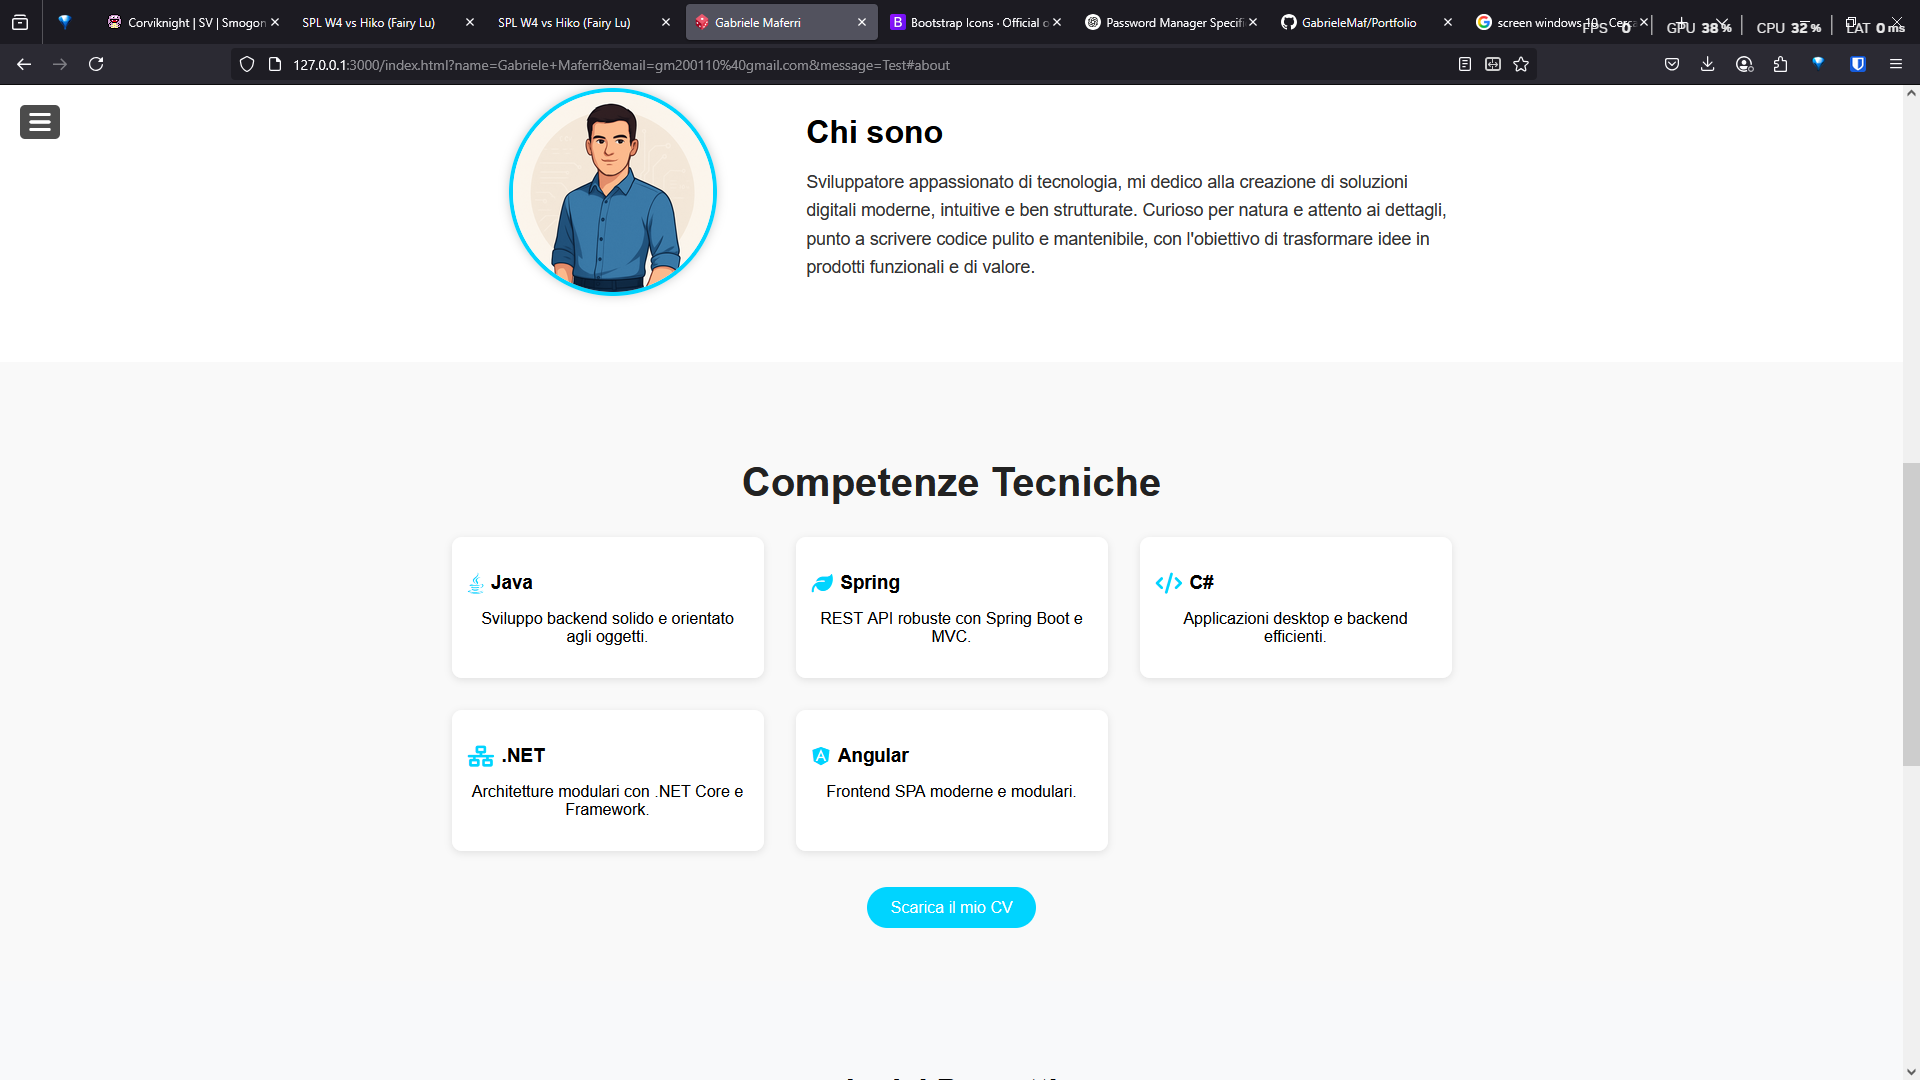 Corviknight | SV | Smogon
SPL W4 vs Hiko (Fairy Lu)
SPL W4 vs Hiko (Fairy Lu)
Gabriele Maferri
Bootstrap Icons · Official o
Password Manager Specifi
GabrieleMaf/Portfolio
screen windows 10 - Cerca
FPS 0
GPU 38 %
CPU 32 %
LAT 0 ms
127.0.0.1:3000/index.html?name=Gabriele+Maferri&email=gm200110%40gmail.com&message=Test#about
Chi sono
Sviluppatore appassionato di tecnologia, mi dedico alla creazione di soluzioni
digitali moderne, intuitive e ben strutturate. Curioso per natura e attento ai dettagli,
punto a scrivere codice pulito e mantenibile, con l'obiettivo di trasformare idee in
prodotti funzionali e di valore.
Competenze Tecniche
Java
Sviluppo backend solido e orientato
agli oggetti.
Spring
REST API robuste con Spring Boot e
MVC.
C#
Applicazioni desktop e backend
efficienti.
.NET
Architetture modulari con .NET Core e
Framework.
Angular
Frontend SPA moderne e modulari.
Scarica il mio CV